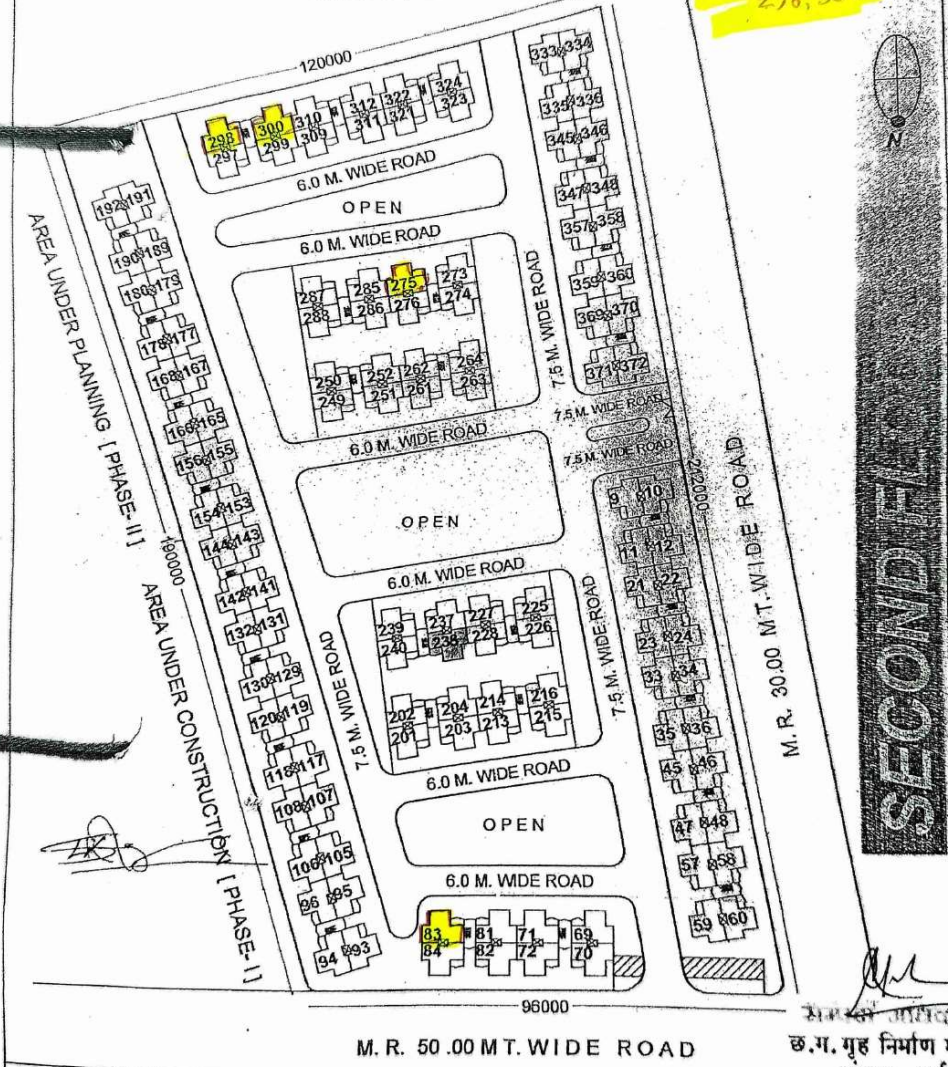 120000
333 334
335 336
345 346
347 348
357 358
359 360
369 370
371 372
298 300 310 312 322 324
297 299 309 311 321 323
6.0 M. WIDE ROAD
OPEN
6.0 M. WIDE ROAD
N
192 191
190 189
180 179
178 177
168 167
166 165
156 155
154 153
144 143
142 141
132 131
130 129
120 119
118 117
108 107
106 105
96 95
94 93
AREA UNDER PLANNING [ PHASE- II ]
190000
AREA UNDER CONSTRUCTION [ PHASE- I ]
287 285 275 273
288 286 276 274
250 252 262 264
249 251 261 263
7.5 M. WIDE ROAD
6.0 M. WIDE ROAD
7.5 M. WIDE ROAD
7.5 M. WIDE ROAD
OPEN
6.0 M. WIDE ROAD
9 10
11 12
21 22
23 24
33 34
35 36
45 46
47 48
57 58
59 60
M. R. 30.00 MT. WIDE ROAD
239 237 227 225
240 238 228 226
202 204 214 216
201 203 213 215
7.5 M. WIDE ROAD
7.5 M. WIDE ROAD
6.0 M. WIDE ROAD
OPEN
6.0 M. WIDE ROAD
83 81 71 69
84 82 72 70
96000
M. R. 50.00 MT. WIDE ROAD
छ.ग. गृह निर्माण